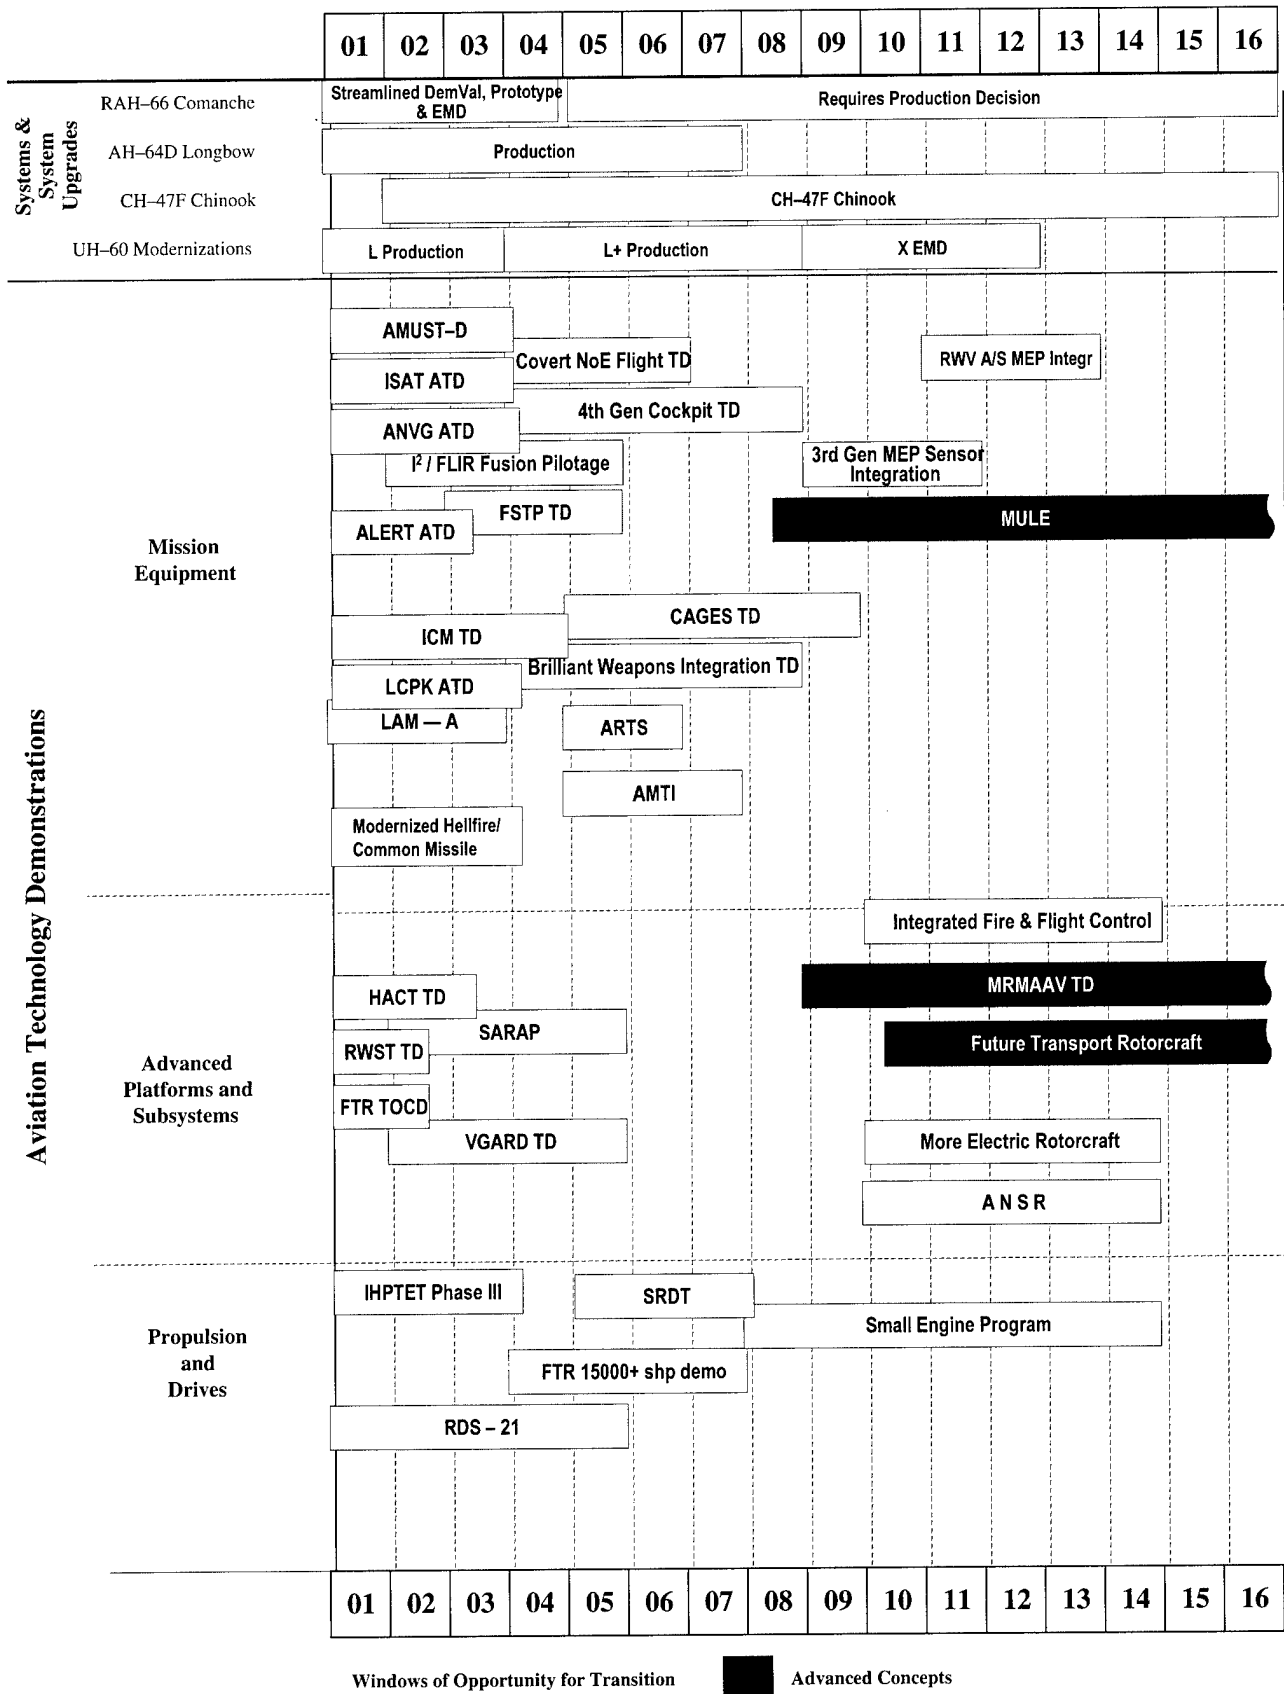 01 02 03 04 05 06 07 08 09 10 11 12 13 14 15 16
Systems &
System
Upgrades
RAH–66 Comanche
Streamlined DemVal, Prototype
& EMD
Requires Production Decision
AH–64D Longbow
Production
CH–47F Chinook
CH–47F Chinook
UH–60 Modernizations
L Production
L+ Production
X EMD
Aviation Technology Demonstrations
Mission
Equipment
AMUST–D
Covert NoE Flight TD
RWV A/S MEP Integr
ISAT ATD
4th Gen Cockpit TD
ANVG ATD
I² / FLIR Fusion Pilotage
3rd Gen MEP Sensor
Integration
FSTP TD
MULE
ALERT ATD
CAGES TD
ICM TD
Brilliant Weapons Integration TD
LCPK ATD
LAM — A
ARTS
AMTI
Modernized Hellfire/
Common Missile
Advanced
Platforms and
Subsystems
Integrated Fire & Flight Control
MRMAAV TD
HACT TD
SARAP
Future Transport Rotorcraft
RWST TD
FTR TOCD
VGARD TD
More Electric Rotorcraft
A N S R
Propulsion
and
Drives
IHPTET Phase III
SRDT
Small Engine Program
FTR 15000+ shp demo
RDS – 21
01 02 03 04 05 06 07 08 09 10 11 12 13 14 15 16
Windows of Opportunity for Transition
Advanced Concepts